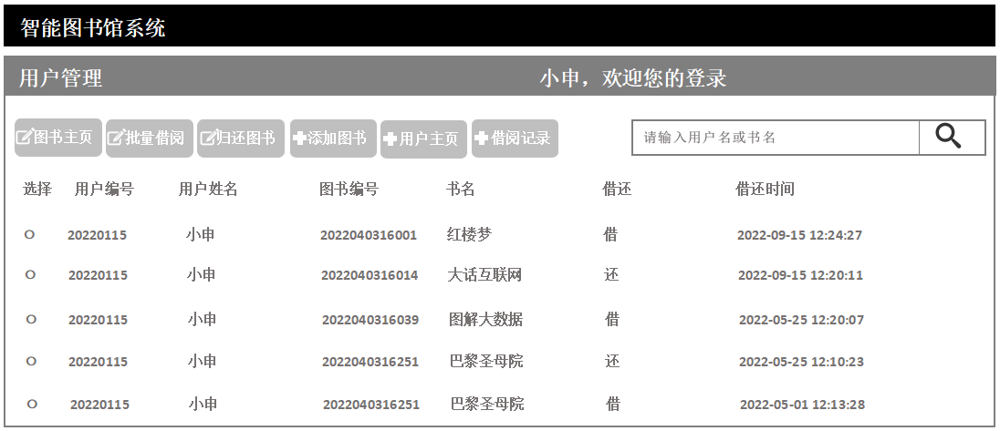 智能图书馆系统
用户管理 小申，欢迎您的登录
图书主页 批量借阅 归还图书 添加图书 用户主页 借阅记录 请输入用户名或书名
选择 用户编号 用户姓名 图书编号 书名 借还 借还时间
O 20220115 小申 2022040316001 红楼梦 借 2022-09-15 12:24:27
O 20220115 小申 2022040316014 大话互联网 还 2022-09-15 12:20:11
O 20220115 小申 2022040316039 图解大数据 借 2022-05-25 12:20:07
O 20220115 小申 2022040316251 巴黎圣母院 还 2022-05-25 12:10:23
O 20220115 小申 2022040316251 巴黎圣母院 借 2022-05-01 12:13:28